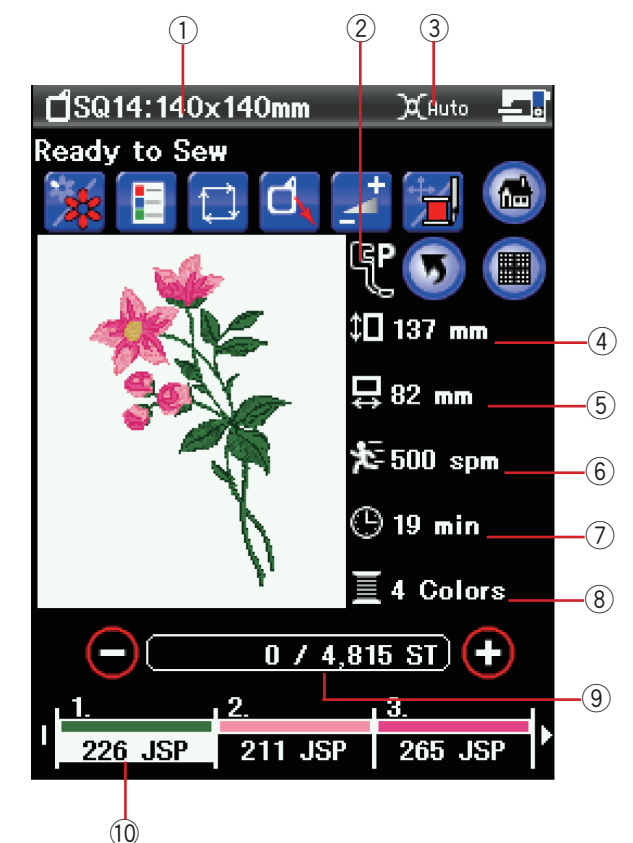 ① ② ③
SQ14:140x140mm Auto
Ready to Sew
P
137 mm ④
82 mm ⑤
500 spm ⑥
19 min ⑦
4 Colors ⑧
0 / 4,815 ST ⑨
1. 2. 3.
226 JSP 211 JSP 265 JSP
⑩